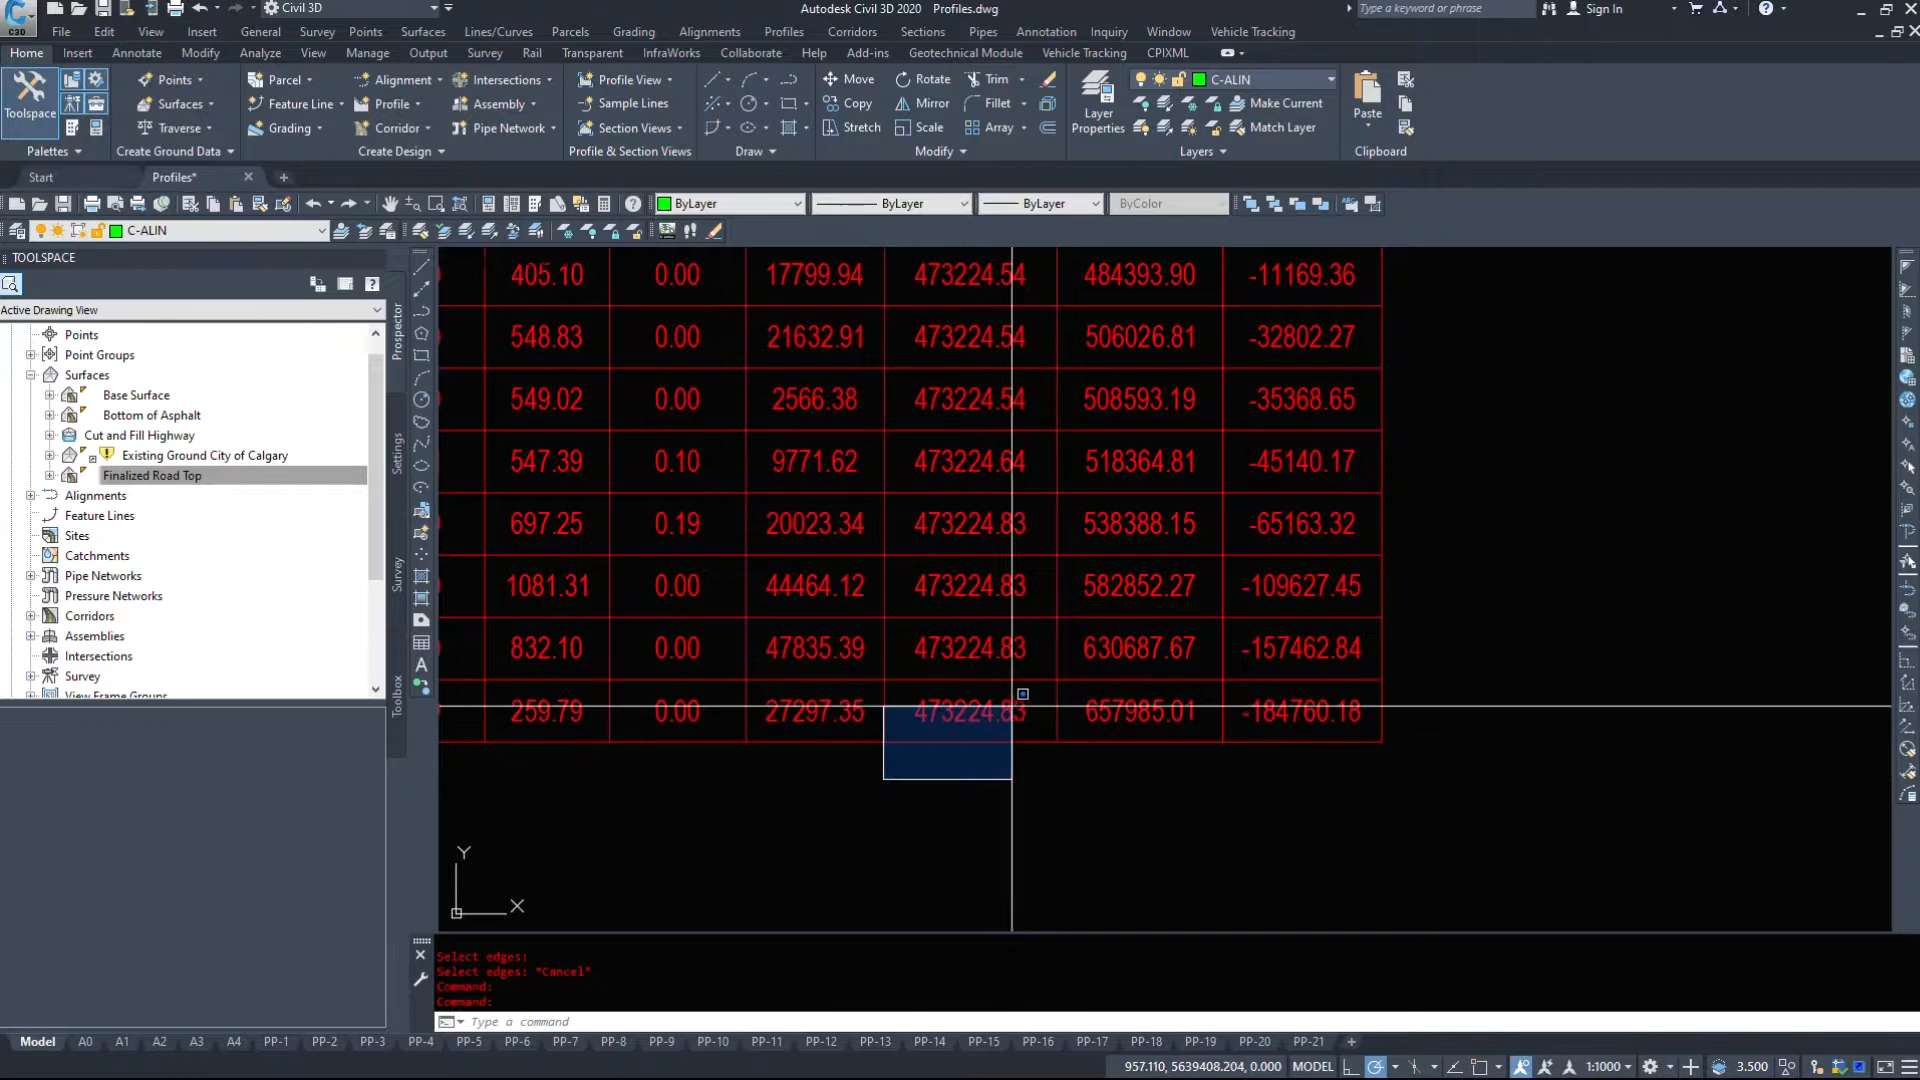 C3D
Civil 3D
Autodesk Civil 3D 2020 Profiles.dwg
Type a keyword or phrase
Sign In
File Edit View Insert General Survey Points Surfaces Lines/Curves Parcels Grading Alignments Profiles Corridors Sections Pipes Annotation Inquiry Window Vehicle Tracking
Home Insert Annotate Modify Analyze View Manage Output Survey Rail Transparent InfraWorks Collaborate Help Add-ins Geotechnical Module Vehicle Tracking CPIXML
Points Parcel Alignment Intersections Profile View Move Rotate Trim C-ALIN
Toolspace Surfaces Feature Line Profile Assembly Sample Lines Copy Mirror Fillet Layer Properties Make Current Paste
Traverse Grading Corridor Pipe Network Section Views Stretch Scale Array Match Layer
Palettes Create Ground Data Create Design Profile & Section Views Draw Modify Layers Clipboard
Start Profiles*
ByLayer ByLayer ByLayer ByColor
C-ALIN
TOOLSPACE
Active Drawing View
Points
Point Groups
Surfaces
Base Surface
Bottom of Asphalt
Cut and Fill Highway
Existing Ground City of Calgary
Finalized Road Top
Alignments
Feature Lines
Sites
Catchments
Pipe Networks
Pressure Networks
Corridors
Assemblies
Intersections
Survey
View Frame Groups
Prospector
Settings
Survey
Toolbox
405.10 0.00 17799.94 473224.54 484393.90 -11169.36
548.83 0.00 21632.91 473224.54 506026.81 -32802.27
549.02 0.00 2566.38 473224.54 508593.19 -35368.65
547.39 0.10 9771.62 473224.64 518364.81 -45140.17
697.25 0.19 20023.34 473224.83 538388.15 -65163.32
1081.31 0.00 44464.12 473224.83 582852.27 -109627.45
832.10 0.00 47835.39 473224.83 630687.67 -157462.84
259.79 0.00 27297.35 473224.83 657985.01 -184760.18
Y
X
Select edges:
Select edges: *Cancel*
Command:
Command:
Type a command
Model A0 A1 A2 A3 A4 PP-1 PP-2 PP-3 PP-4 PP-5 PP-6 PP-7 PP-8 PP-9 PP-10 PP-11 PP-12 PP-13 PP-14 PP-15 PP-16 PP-17 PP-18 PP-19 PP-20 PP-21
957.110, 5639408.204, 0.000 MODEL 1:1000 3.500